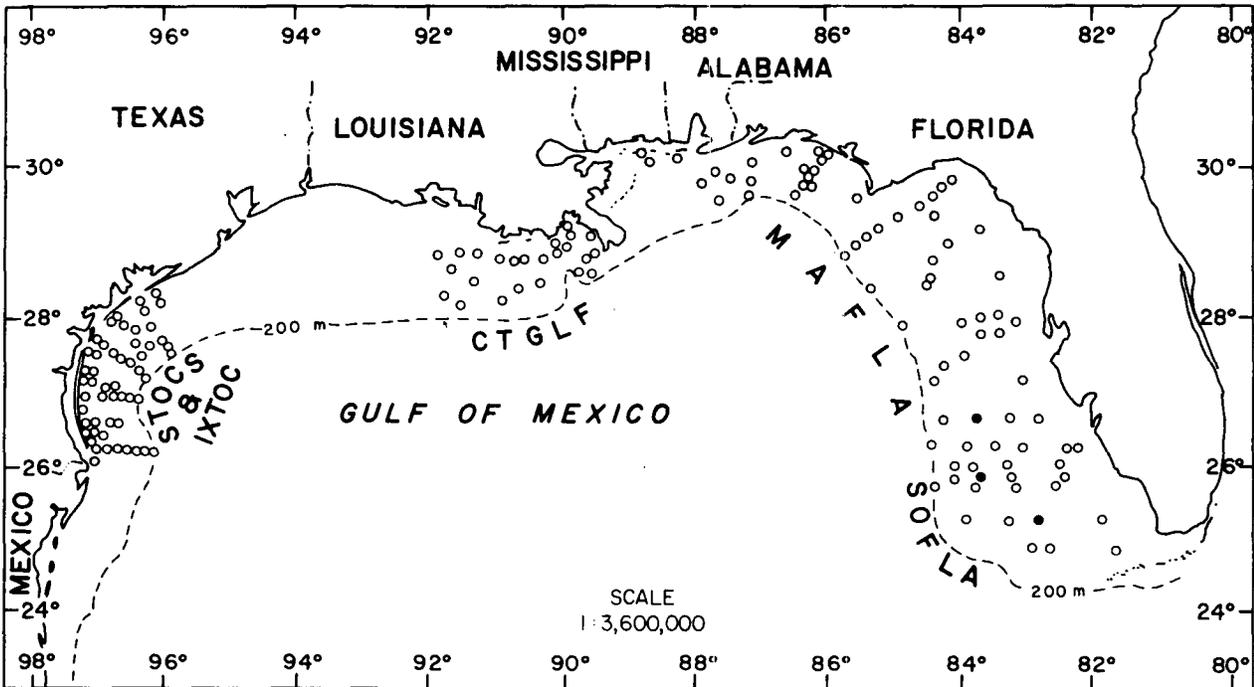 98° 96° 94° 92° 90° 88° 86° 84° 82° 80°
MISSISSIPPI
ALABAMA
TEXAS
LOUISIANA
FLORIDA
30° 30°
28° 28°
200 m
CTGLF
MAFLA
STOCS
&
IXTOC
GULF OF MEXICO
26° 26°
SOFLA
MEXICO
200 m
SCALE
1:3,600,000
24° 24°
98° 96° 94° 92° 90° 88° 86° 84° 82° 80°